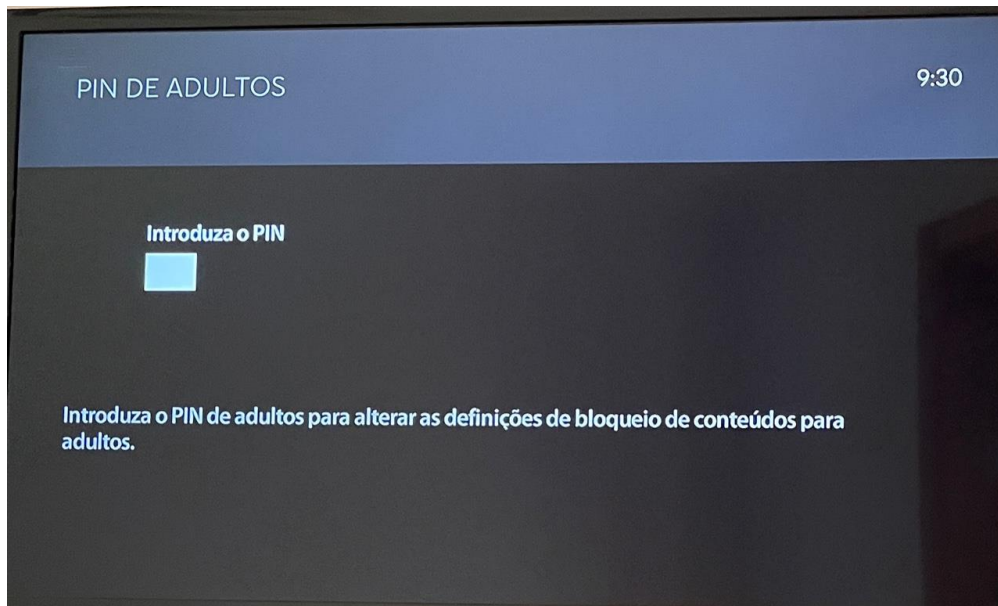 PIN DE ADULTOS
9:30
Introduza o PIN
Introduza o PIN de adultos para alterar as definições de bloqueio de conteúdos para
adultos.